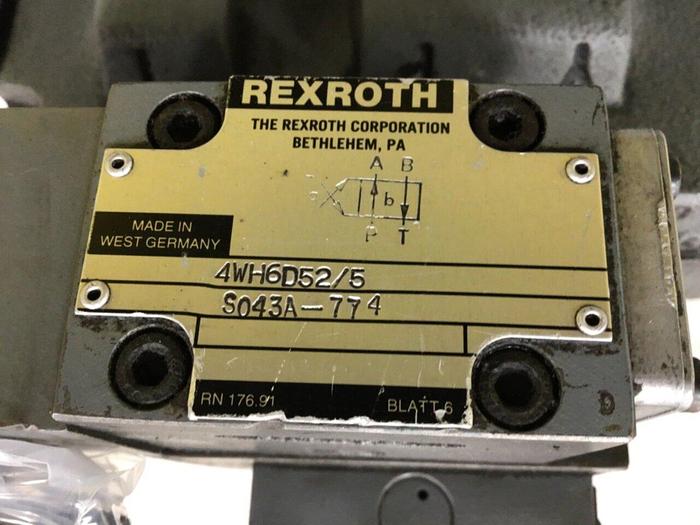 REXROTH
THE REXROTH CORPORATION
BETHLEHEM, PA
A B
b
P T
MADE IN
WEST GERMANY
4WH6D52/5
S043A-774
RN 176.91 BLATT 6
D